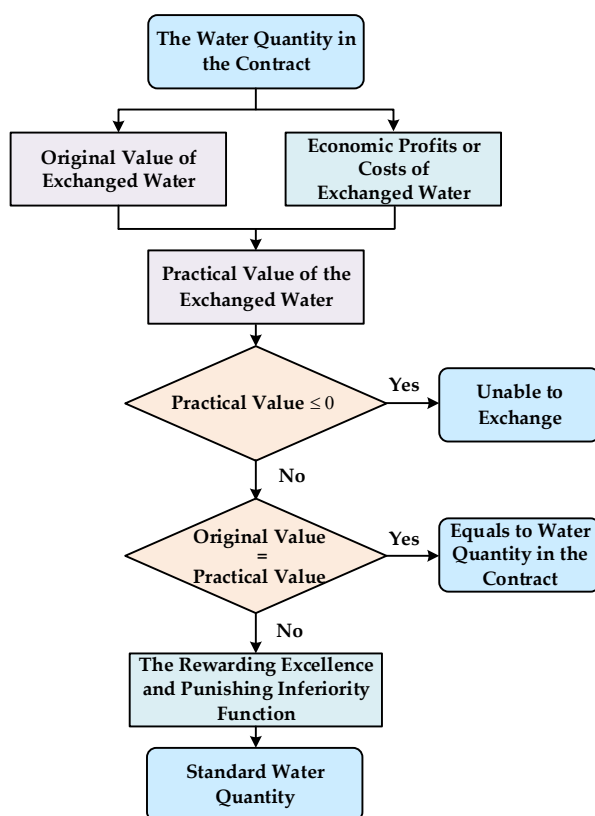 The Water Quantity in
the Contract
Original Value of
Exchanged Water
Economic Profits or
Costs of
Exchanged Water
Practical Value of the
Exchanged Water
Practical Value ≤ 0
Yes
Unable to
Exchange
No
Original Value
=
Practical Value
Yes
Equals to Water
Quantity in the
Contract
No
The Rewarding Excellence
and Punishing Inferiority
Function
Standard Water
Quantity